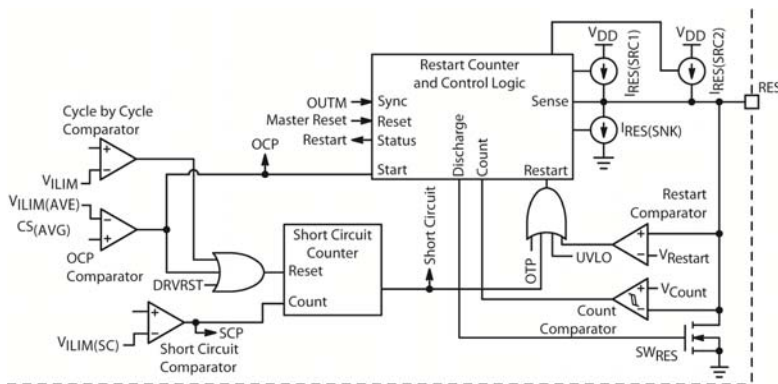 Restart Counter
and Control Logic
OUTM
Sync
Master Reset
Reset
Restart
Status
Start
Sense
Discharge
Count
Restart
VDD
IRES(SRC1)
VDD
IRES(SRC2)
RES
IRES(SNK)
Cycle by Cycle
Comparator
VILIM
OCP
VILIM(AVE)
CS(AVG)
OCP
Comparator
DRVRST
Short Circuit
Counter
Reset
Count
Short Circuit
VILIM(SC)
SCP
Short Circuit
Comparator
OTP
UVLO
Restart
Comparator
VRestart
VCount
Count
Comparator
SWRES